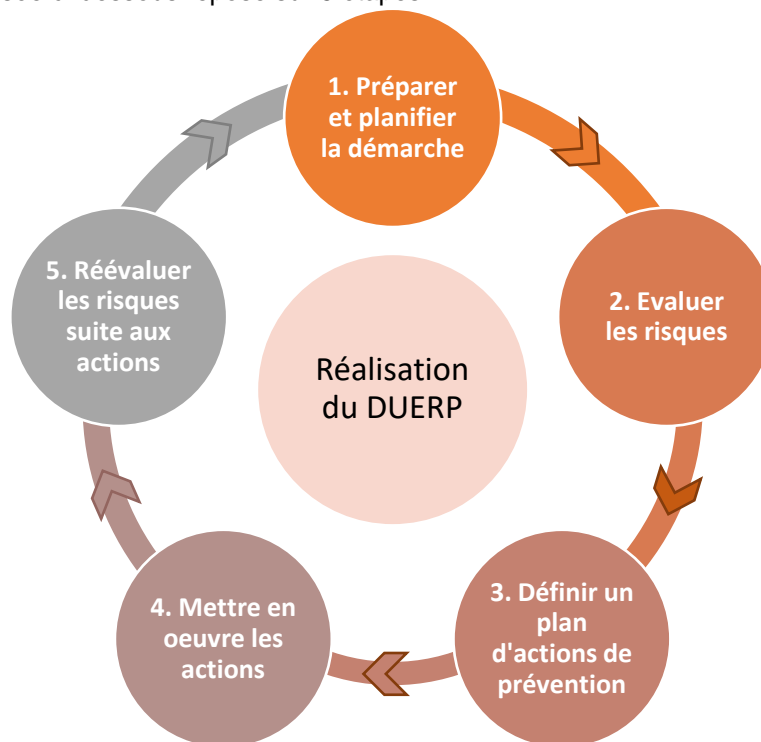 1. Préparer
et planifier
la démarche
2. Evaluer
les risques
3. Définir un
plan
d'actions de
prévention
4. Mettre en
oeuvre les
actions
5. Réévaluer
les risques
suite aux
actions
Réalisation
du DUERP